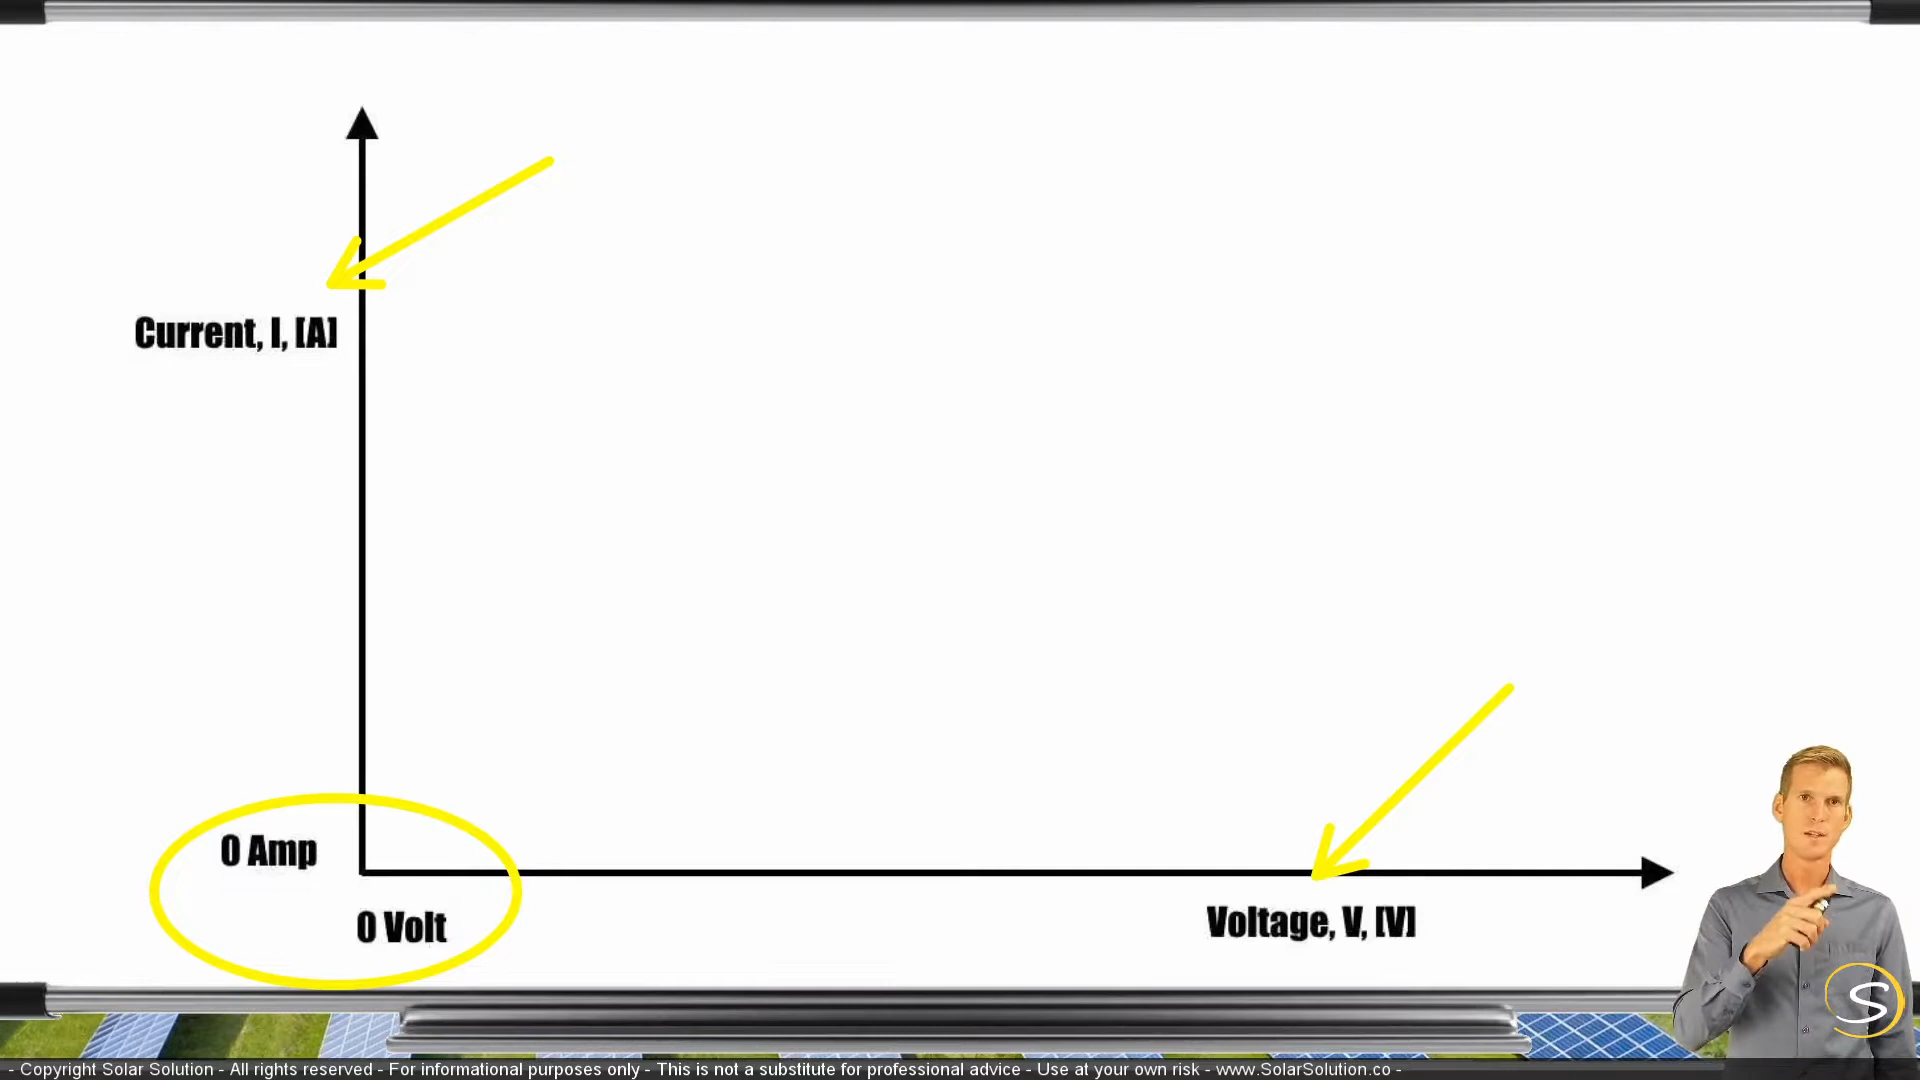 Current, I, [A]
0 Amp
0 Volt
Voltage, V, [V]
S
- Copyright Solar Solution - All rights reserved - For informational purposes only - This is not a substitute for professional advice - Use at your own risk - www.SolarSolution.co -